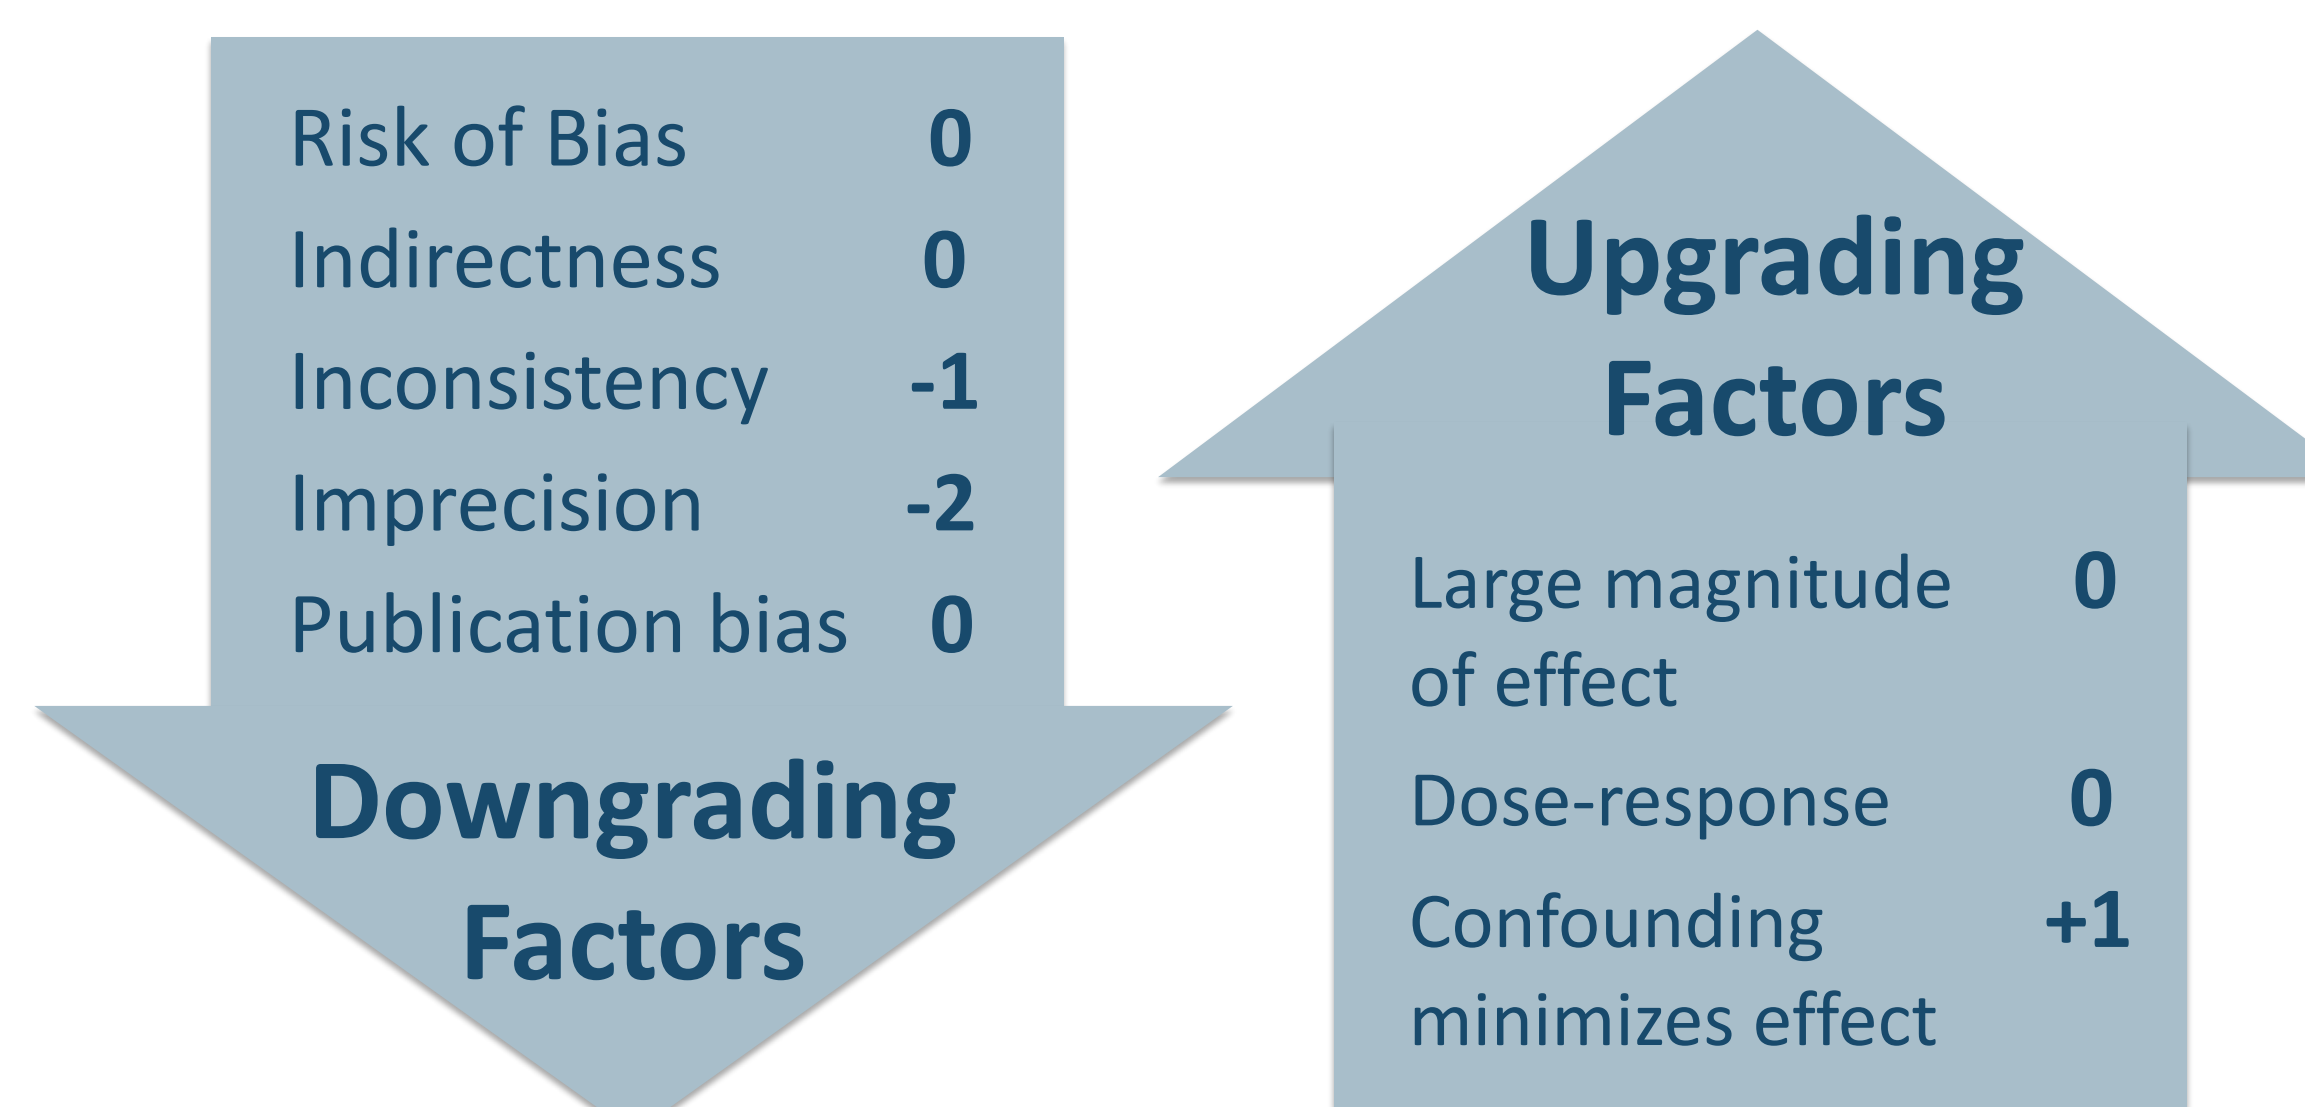 Risk of Bias 0
Indirectness 0
Inconsistency -1
Imprecision -2
Publication bias 0
Downgrading
Factors
Upgrading
Factors
Large magnitude 0
of effect
Dose-response 0
Confounding +1
minimizes effect